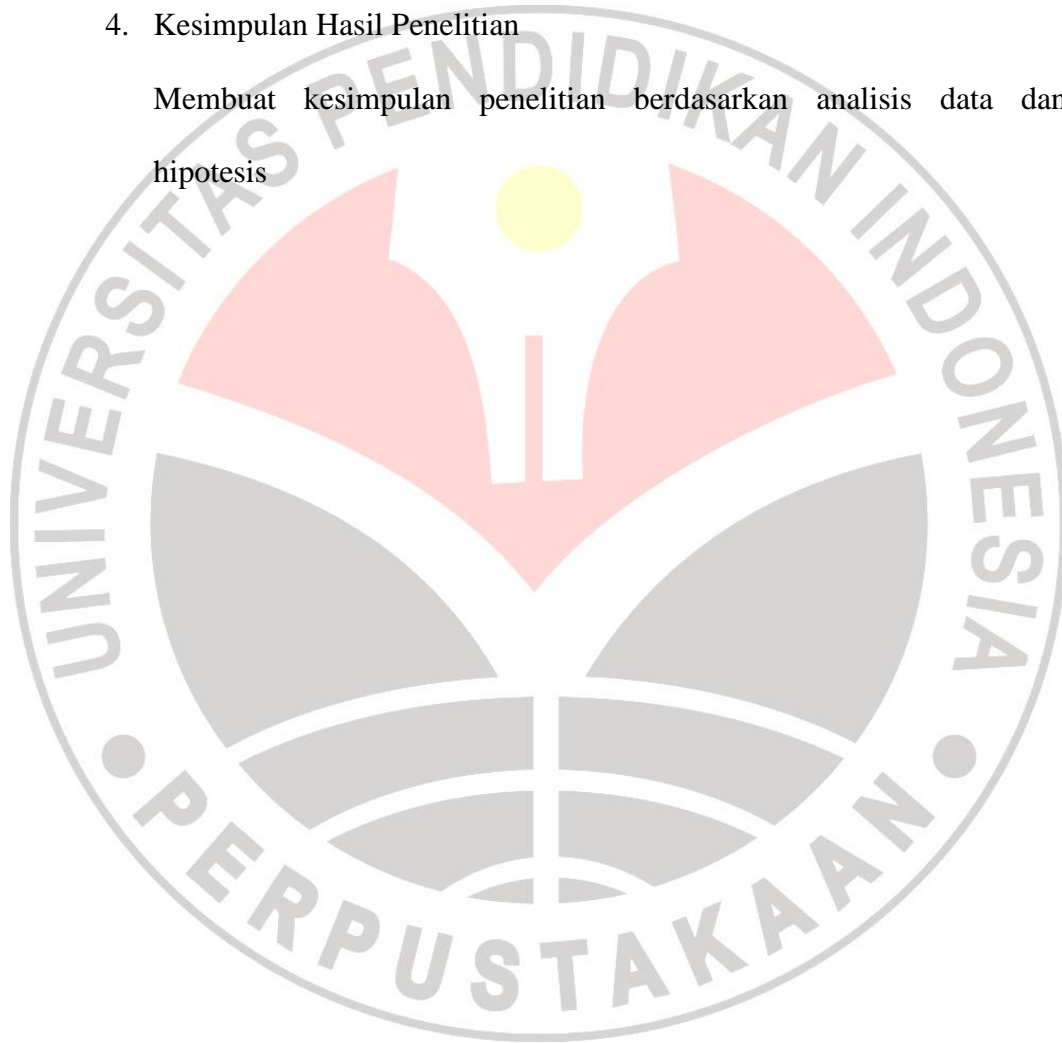 4. Kesimpulan Hasil Penelitian
Membuat kesimpulan penelitian berdasarkan analisis data dan
hipotesis
UNIVERSITAS PENDIDIKAN INDONESIA
PERPUSTAKAAN